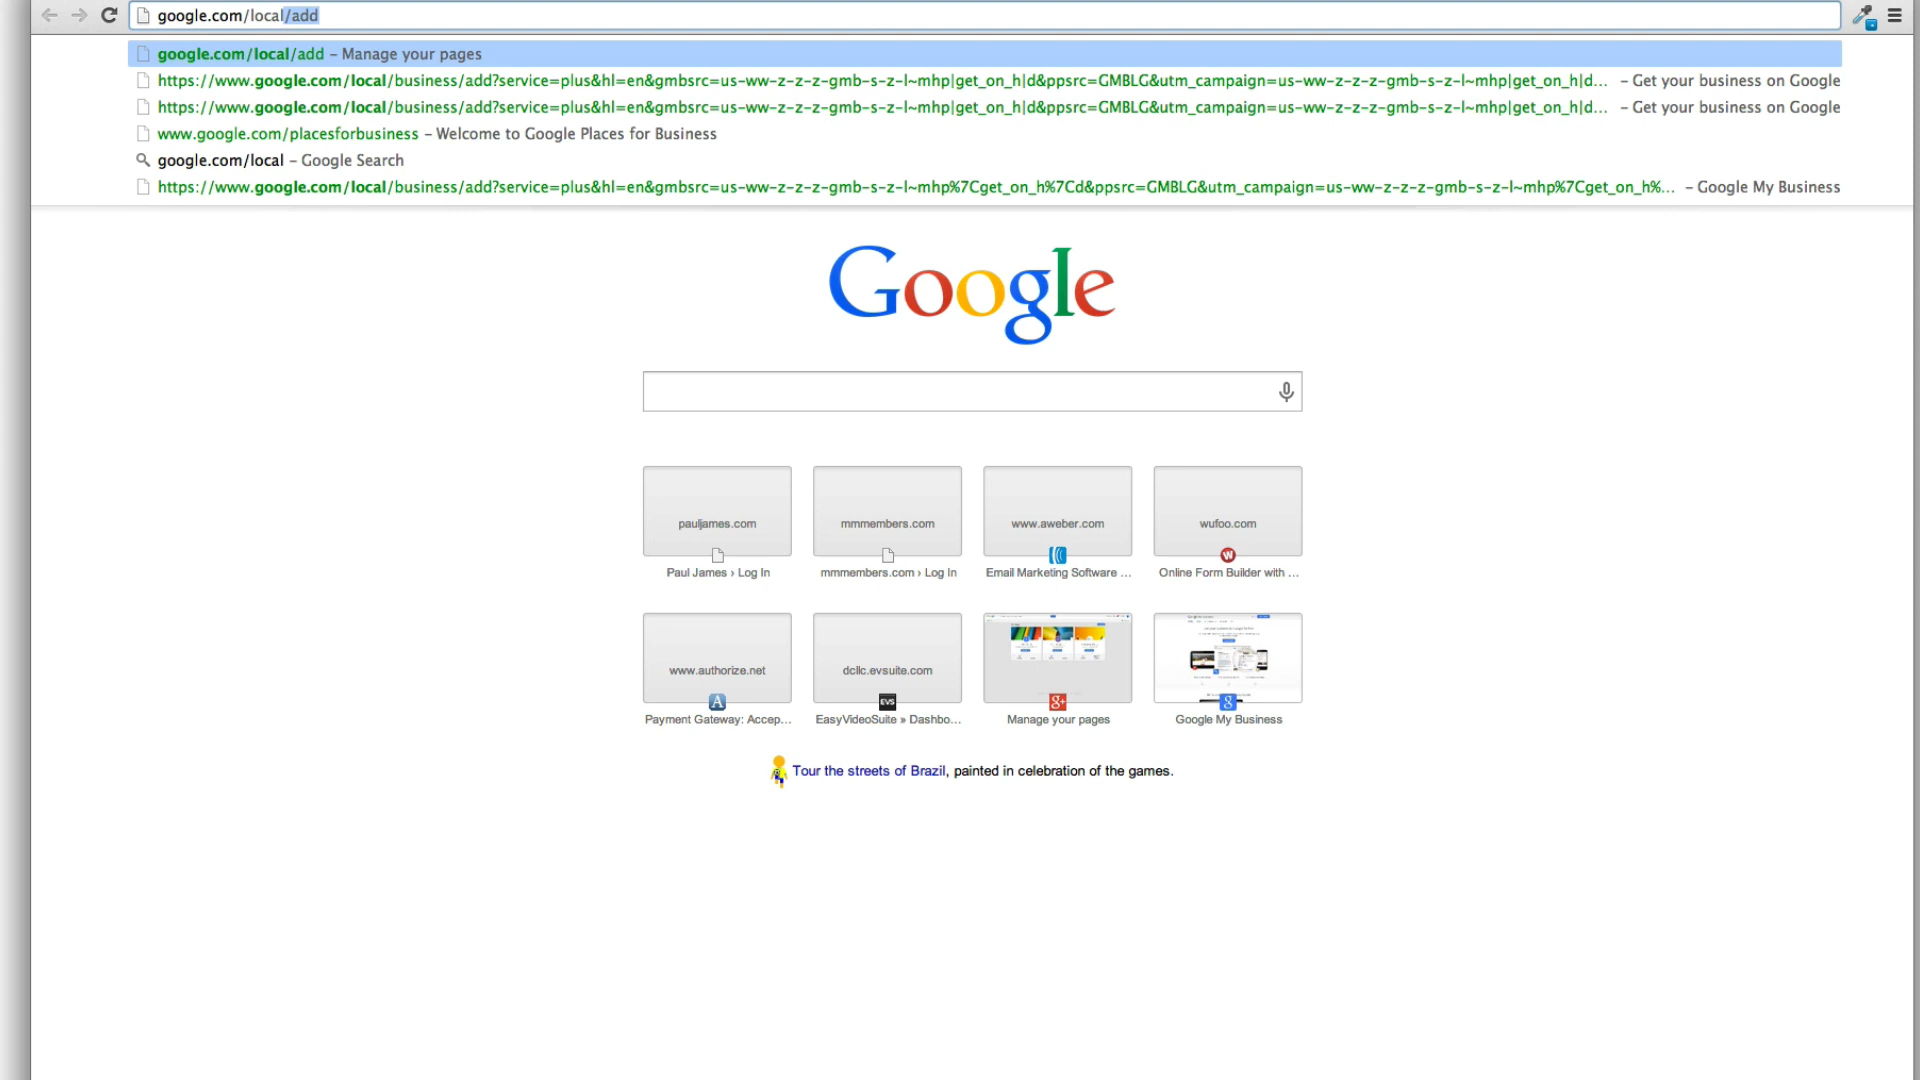 google.com/local/add
google.com/local/add – Manage your pages
https://www.google.com/local/business/add?service=plus&hl=en&gmbsrc=us-ww-z-z-z-gmb-s-z-l~mhp|get_on_h|d&ppsrc=GMBLG&utm_campaign=us-ww-z-z-z-gmb-s-z-l~mhp|get_on_h|d... – Get your business on Google
https://www.google.com/local/business/add?service=plus&hl=en&gmbsrc=us-ww-z-z-z-gmb-s-z-l~mhp|get_on_h|d&ppsrc=GMBLG&utm_campaign=us-ww-z-z-z-gmb-s-z-l~mhp|get_on_h|d... – Get your business on Google
www.google.com/placesforbusiness – Welcome to Google Places for Business
google.com/local – Google Search
https://www.google.com/local/business/add?service=plus&hl=en&gmbsrc=us-ww-z-z-z-gmb-s-z-l~mhp%7Cget_on_h%7Cd&ppsrc=GMBLG&utm_campaign=us-ww-z-z-z-gmb-s-z-l~mhp%7Cget_on_h%... – Google My Business
Google
pauljames.com mmmembers.com www.aweber.com wufoo.com
W
Paul James › Log In mmmembers.com › Log In Email Marketing Software ... Online Form Builder with ...
www.authorize.net dcllc.evsuite.com
A EVS g+ g
Payment Gateway: Accep... EasyVideoSuite » Dashbo... Manage your pages Google My Business
Tour the streets of Brazil, painted in celebration of the games.